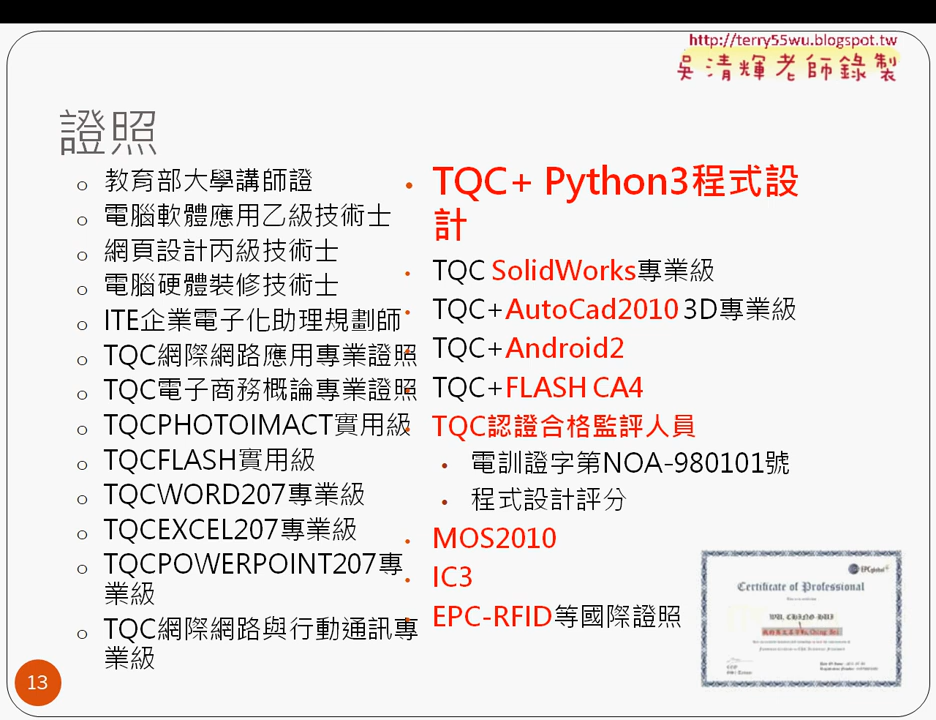 http://terry55wu.blogspot.tw
吳清輝老師錄製
證照
教育部大學講師證
電腦軟體應用乙級技術士
網頁設計丙級技術士
電腦硬體裝修技術士
ITE企業電子化助理規劃師
TQC網際網路應用專業證照
TQC電子商務概論專業證照
TQCPHOTOIMACT實用級
TQCFLASH實用級
TQCWORD207專業級
TQCEXCEL207專業級
TQCPOWERPOINT207專
業級
TQC網際網路與行動通訊專
業級
TQC+ Python3程式設
計
TQC SolidWorks專業級
TQC+AutoCad2010 3D專業級
TQC+Android2
TQC+FLASH CA4
TQC認證合格監評人員
電訓證字第NOA-980101號
程式設計評分
MOS2010
IC3
EPC-RFID等國際證照
EPCglobal
Certificate of Professional
WU, CHING-HUI
13